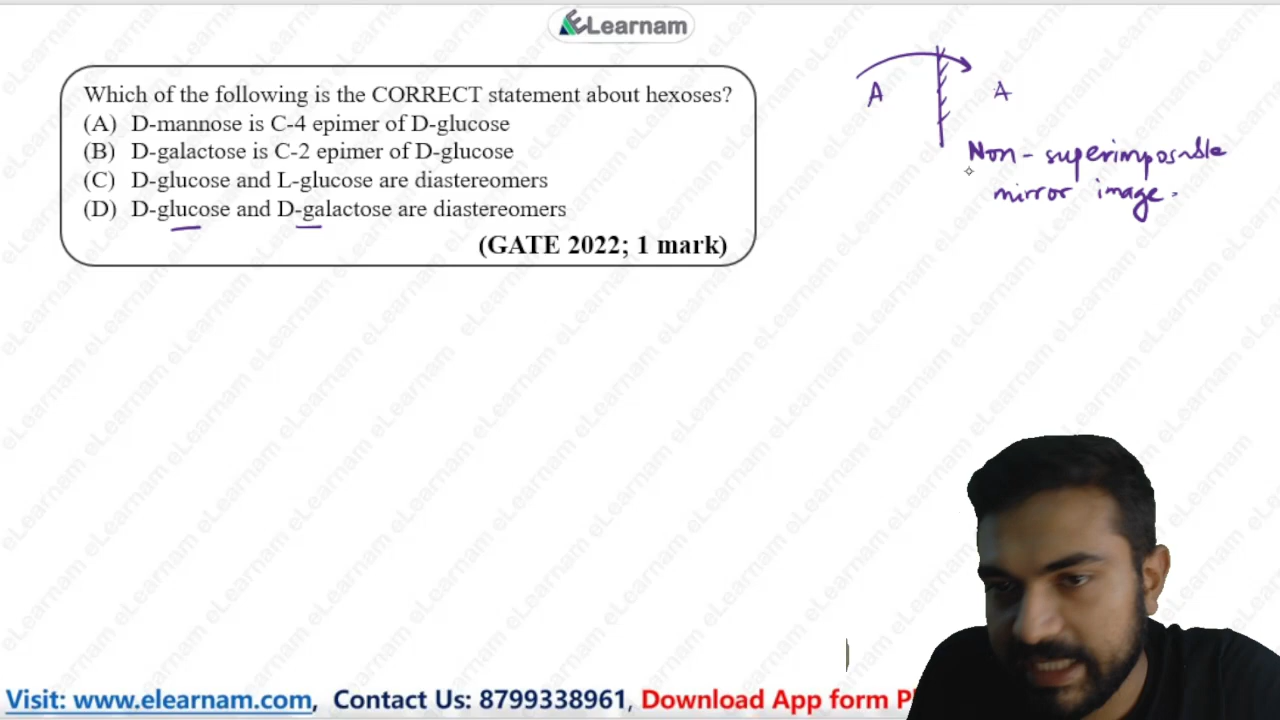 eLearnam
Which of the following is the CORRECT statement about hexoses?
(A) D-mannose is C-4 epimer of D-glucose
(B) D-galactose is C-2 epimer of D-glucose
(C) D-glucose and L-glucose are diastereomers
(D) D-glucose and D-galactose are diastereomers
(GATE 2022; 1 mark)
A A
Non-superimposable
mirror image.
Visit: www.elearnam.com, Contact Us: 8799338961, Download App form